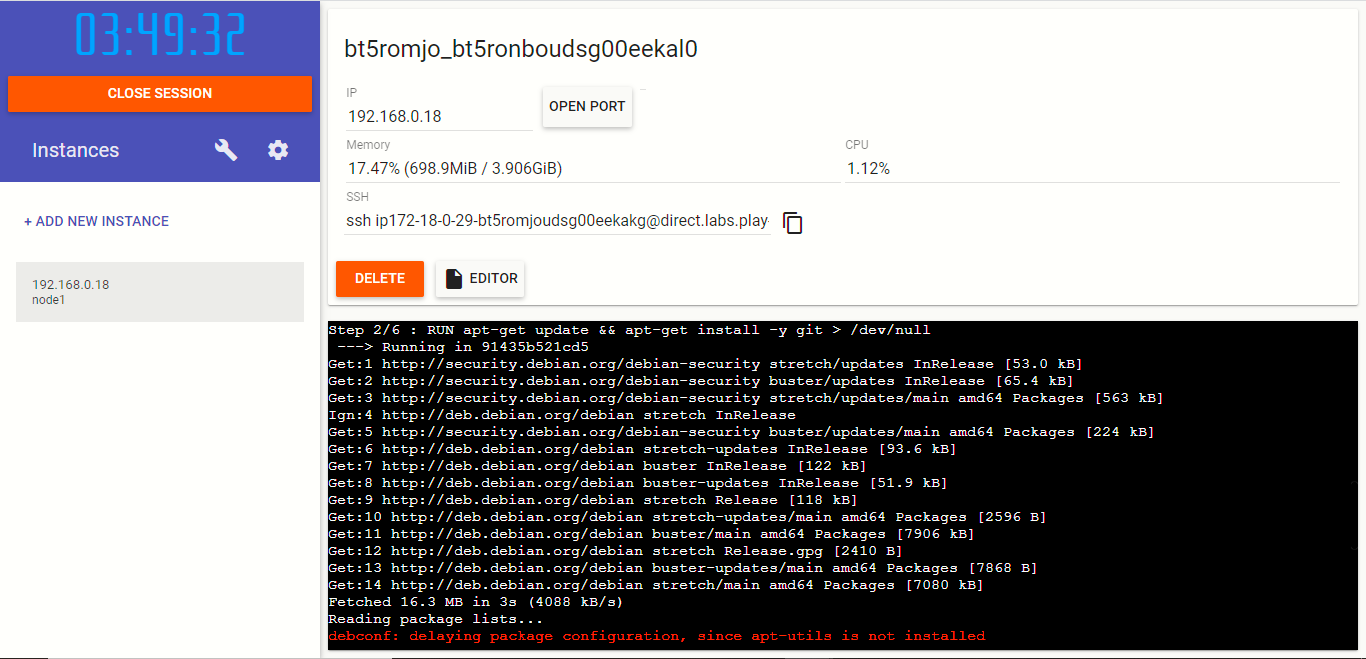 03:49:32
CLOSE SESSION
Instances
+ ADD NEW INSTANCE
192.168.0.18
node1
bt5romjo_bt5ronboudsg00eekal0
IP
192.168.0.18
OPEN PORT
Memory
17.47% (698.9MiB / 3.906GiB)
CPU
1.12%
SSH
ssh ip172-18-0-29-bt5romjoudsg00eekakg@direct.labs.play-
DELETE
EDITOR
Step 2/6 : RUN apt-get update && apt-get install -y git > /dev/null
---> Running in 91435b521cd5
Get:1 http://security.debian.org/debian-security stretch/updates InRelease [53.0 kB]
Get:2 http://security.debian.org/debian-security buster/updates InRelease [65.4 kB]
Get:3 http://security.debian.org/debian-security stretch/updates/main amd64 Packages [563 kB]
Ign:4 http://deb.debian.org/debian stretch InRelease
Get:5 http://security.debian.org/debian-security buster/updates/main amd64 Packages [224 kB]
Get:6 http://deb.debian.org/debian stretch-updates InRelease [93.6 kB]
Get:7 http://deb.debian.org/debian buster InRelease [122 kB]
Get:8 http://deb.debian.org/debian buster-updates InRelease [51.9 kB]
Get:9 http://deb.debian.org/debian stretch Release [118 kB]
Get:10 http://deb.debian.org/debian stretch-updates/main amd64 Packages [2596 B]
Get:11 http://deb.debian.org/debian buster/main amd64 Packages [7906 kB]
Get:12 http://deb.debian.org/debian stretch Release.gpg [2410 B]
Get:13 http://deb.debian.org/debian buster-updates/main amd64 Packages [7868 B]
Get:14 http://deb.debian.org/debian stretch/main amd64 Packages [7080 kB]
Fetched 16.3 MB in 3s (4088 kB/s)
Reading package lists...
debconf: delaying package configuration, since apt-utils is not installed